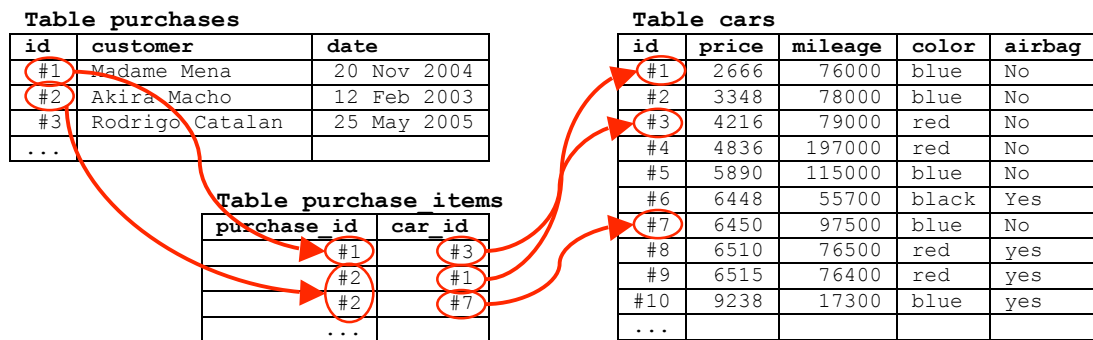 Table purchases
id customer date
#1 Madame Mena 20 Nov 2004
#2 Akira Macho 12 Feb 2003
#3 Rodrigo Catalan 25 May 2005
...
Table purchase_items
purchase_id car_id
#1 #3
#2 #1
#2 #7
...
Table cars
id price mileage color airbag
#1 2666 76000 blue No
#2 3348 78000 blue No
#3 4216 79000 red No
#4 4836 197000 red No
#5 5890 115000 blue No
#6 6448 55700 black Yes
#7 6450 97500 blue No
#8 6510 76500 red yes
#9 6515 76400 red yes
#10 9238 17300 blue yes
...